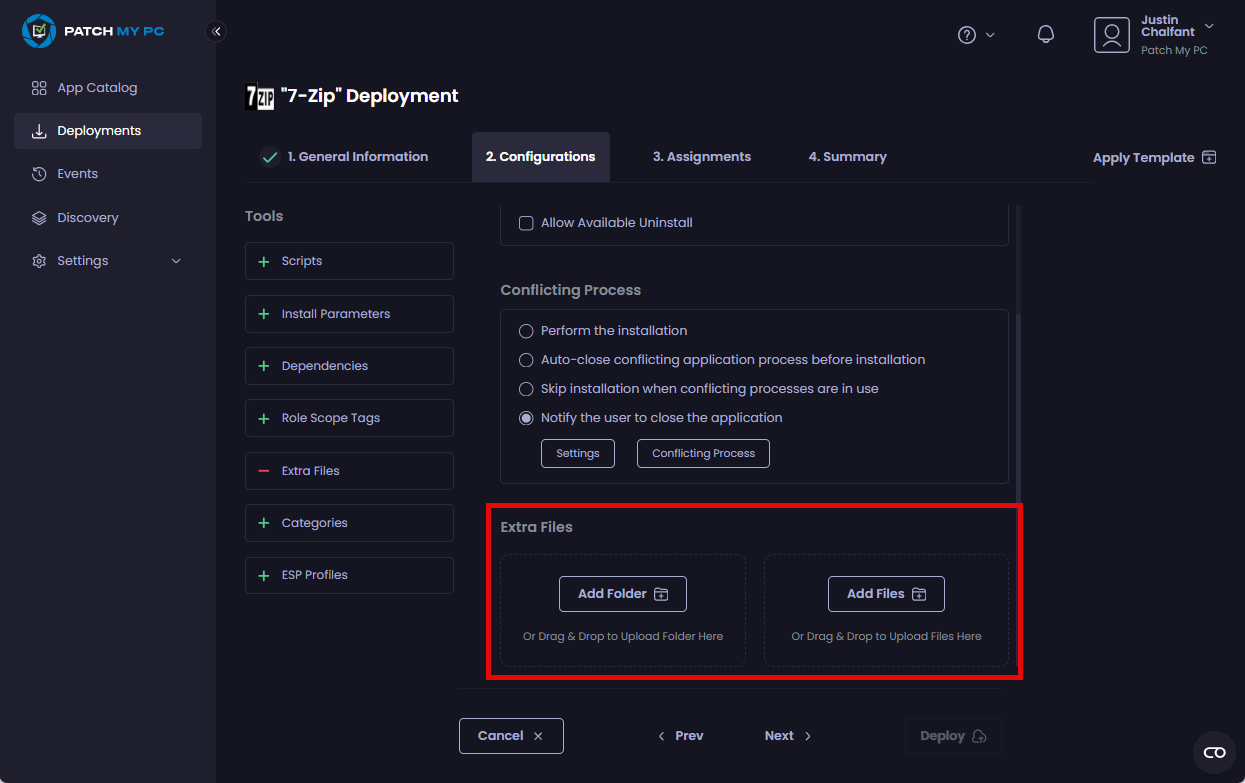 PATCH MY PC
Justin
Chalfant
Patch My PC
App Catalog
Deployments
Events
Discovery
Settings
7 ZIP "7-Zip" Deployment
1. General Information
2. Configurations
3. Assignments
4. Summary
Apply Template
Tools
Scripts
Install Parameters
Dependencies
Role Scope Tags
Extra Files
Categories
ESP Profiles
Allow Available Uninstall
Conflicting Process
Perform the installation
Auto-close conflicting application process before installation
Skip installation when conflicting processes are in use
Notify the user to close the application
Settings
Conflicting Process
Extra Files
Add Folder
Or Drag & Drop to Upload Folder Here
Add Files
Or Drag & Drop to Upload Files Here
Cancel
Prev
Next
Deploy